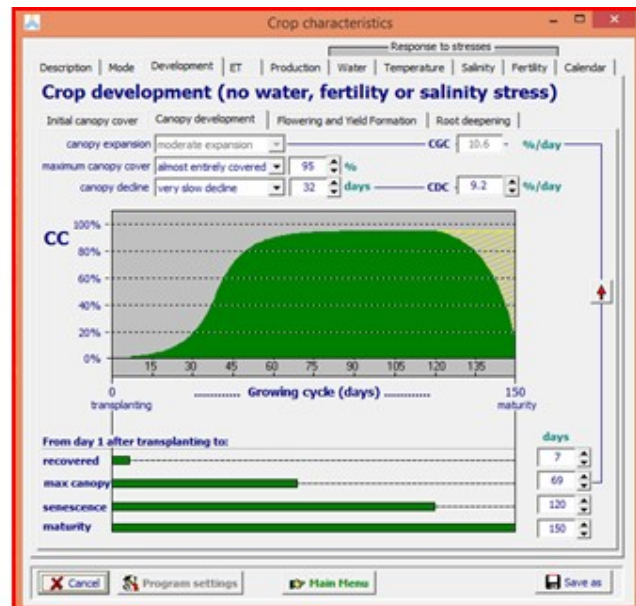 Crop characteristics
Response to stresses
Description Mode Development ET Production Water Temperature Salinity Fertility Calendar
Crop development (no water, fertility or salinity stress)
Initial canopy cover Canopy development Flowering and Yield Formation Root deepening
canopy expansion moderate expansion CGC 10.6 %/day
maximum canopy cover almost entirely covered 95 %
canopy decline very slow decline 32 days CDC 9.2 %/day
CC
100%
80%
60%
40%
20%
0%
15 30 45 60 75 90 105 120 135
0 Growing cycle (days) 150
transplanting maturity
From day 1 after transplanting to: days
recovered 7
max canopy 69
senescence 120
maturity 150
Cancel Program settings Main Menu Save as